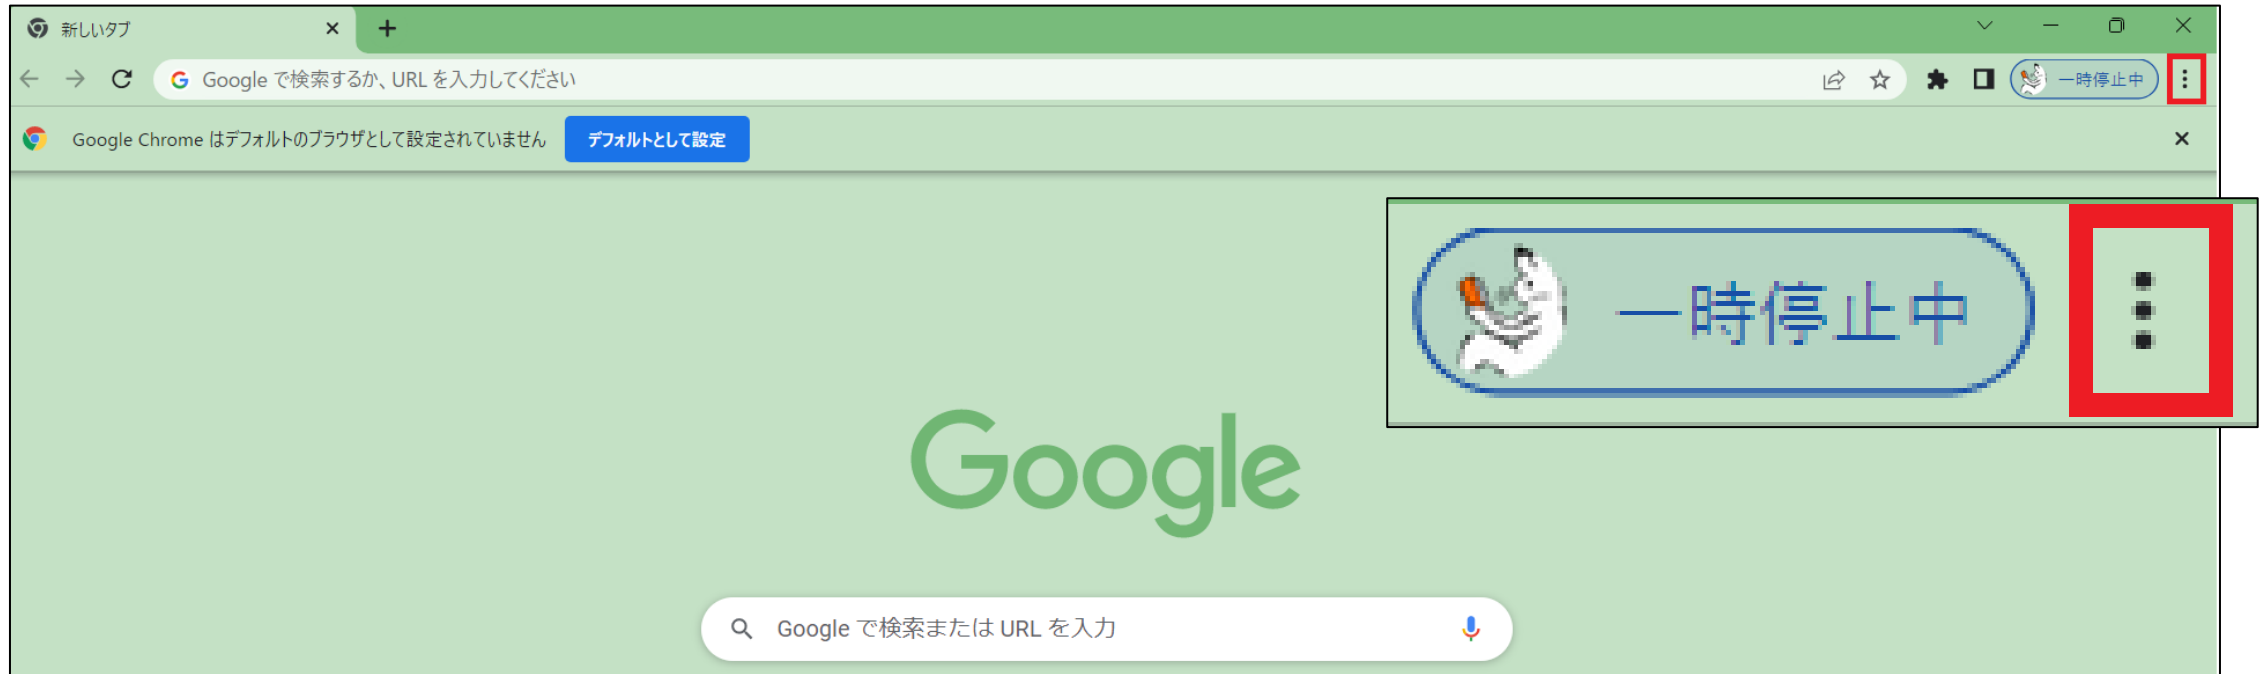 新しいタブ
Google で検索するか、URL を入力してください
一時停止中
Google Chrome はデフォルトのブラウザとして設定されていません
デフォルトとして設定
一時停止中
Google
Google で検索または URL を入力